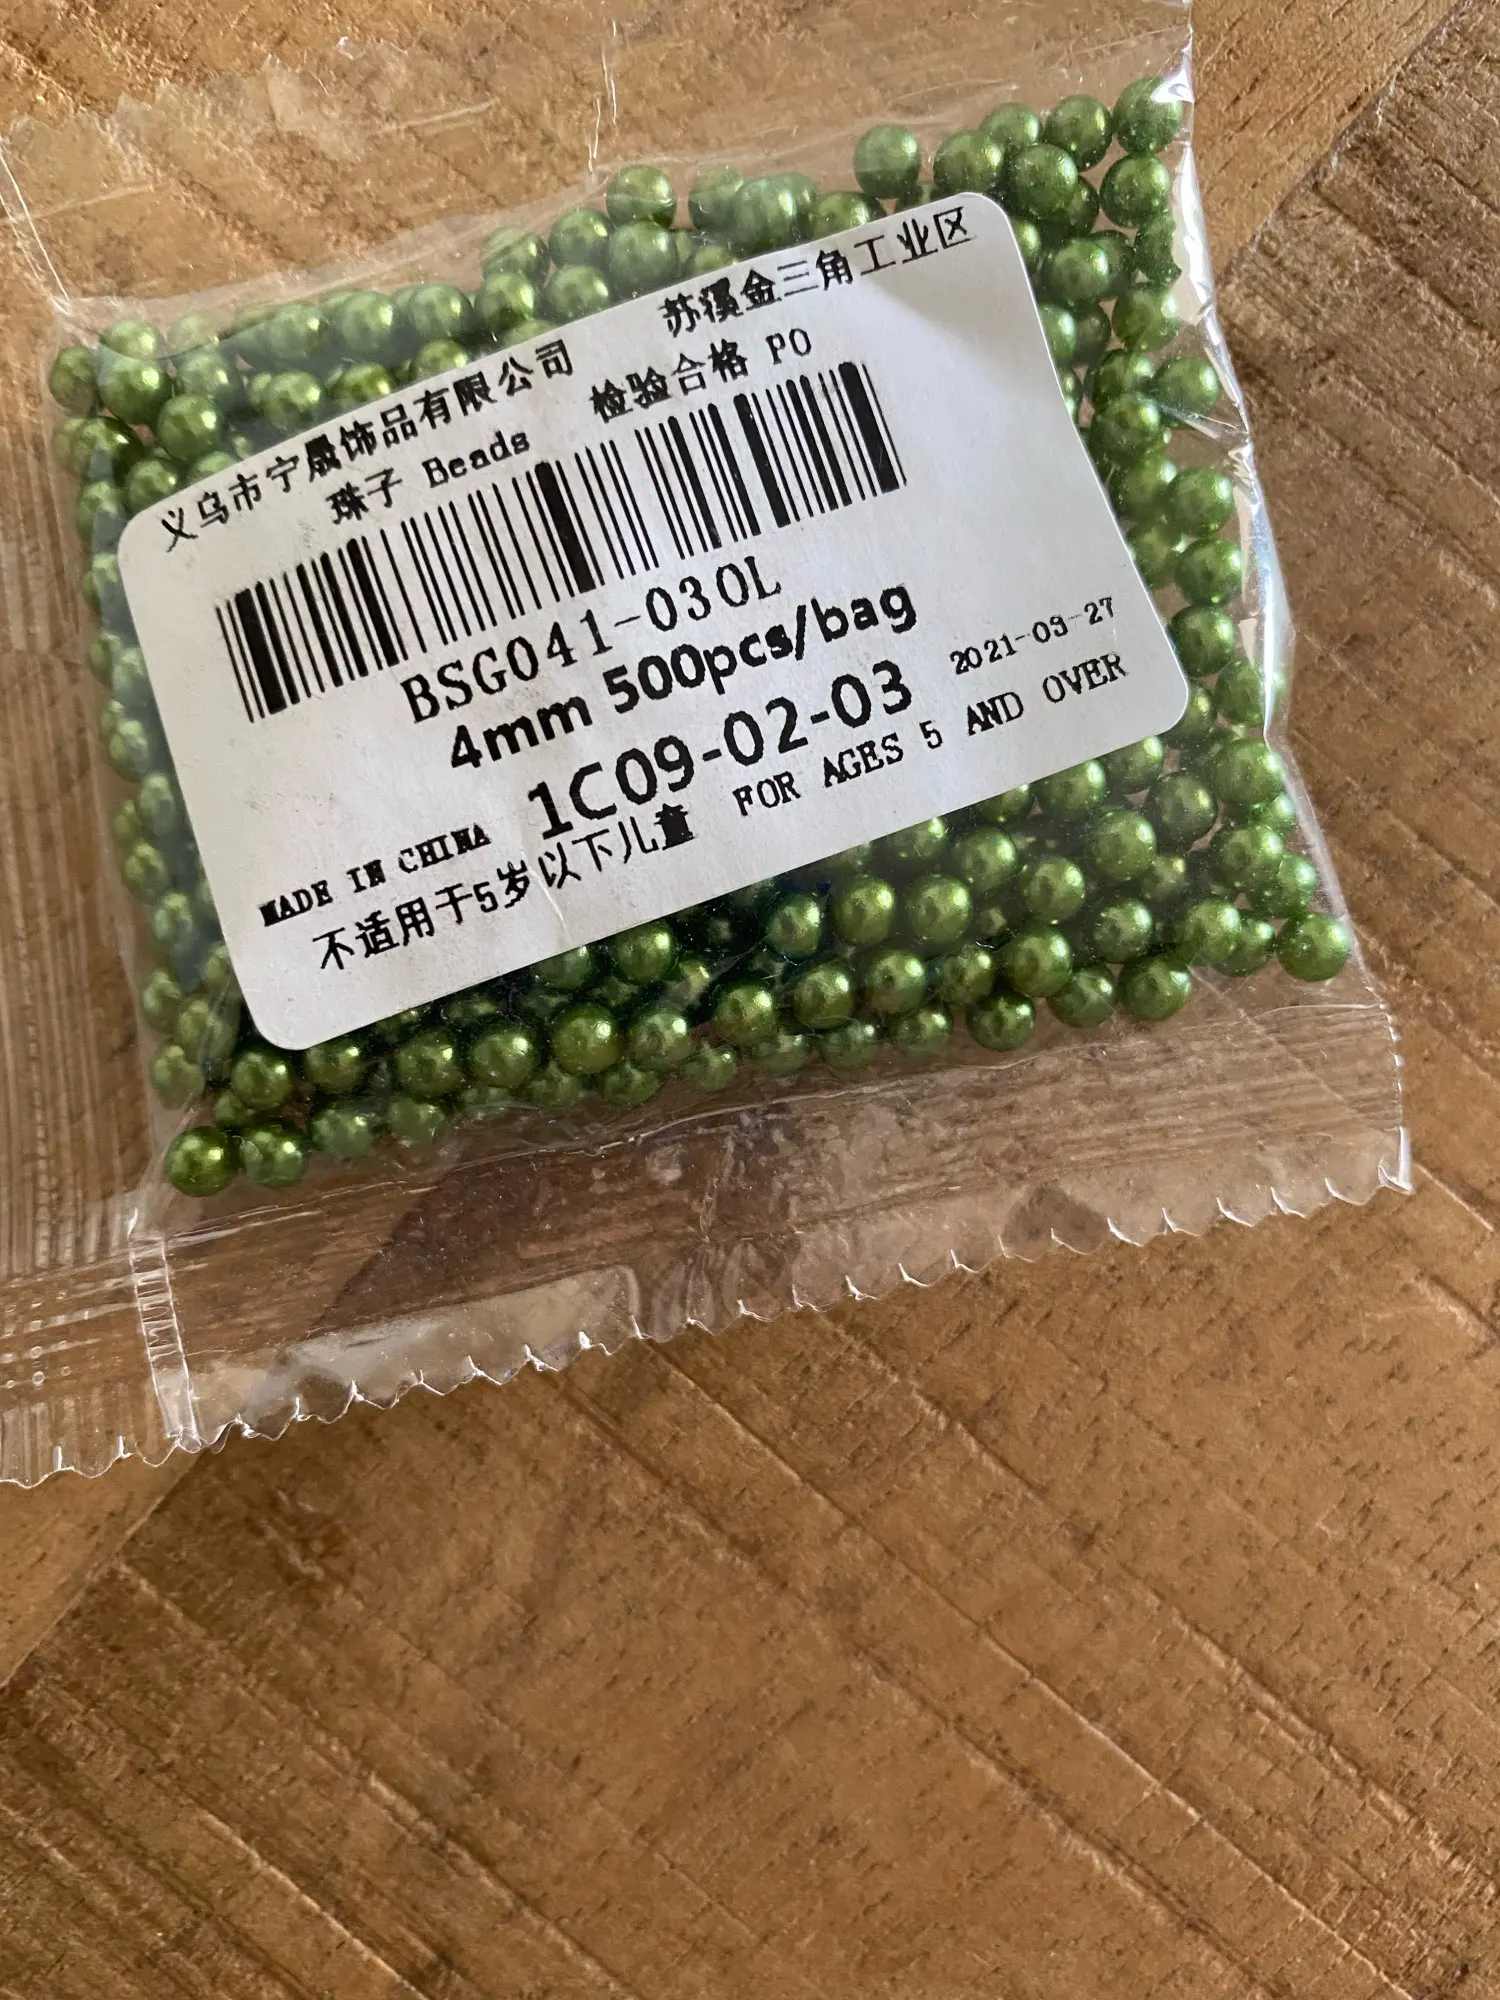 义乌市宁晟饰品有限公司 苏溪金三角工业区
珠子 Beads 检验合格 PO
BSG041-030L
4mm 500pcs/bag
1C09-02-03 2021-09-27
MADE IN CHINA
不适用于5岁以下儿童 FOR AGES 5 AND OVER